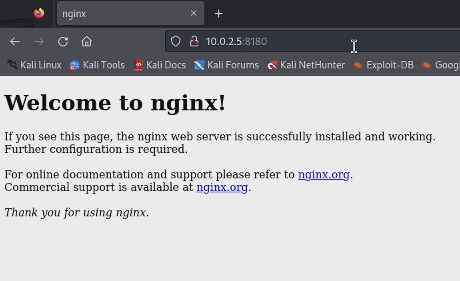 nginx
10.0.2.5:8180
Kali Linux Kali Tools Kali Docs Kali Forums Kali NetHunter Exploit-DB Goog
Welcome to nginx!
If you see this page, the nginx web server is successfully installed and working.
Further configuration is required.
For online documentation and support please refer to nginx.org.
Commercial support is available at nginx.org.
Thank you for using nginx.